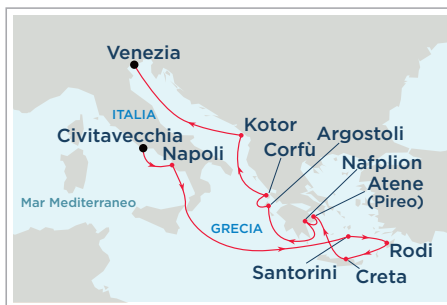 Venezia
ITALIA
Kotor
Argostoli
Civitavecchia
Corfù
Napoli
Nafplion
Atene
(Pireo)
Mar Mediterraneo
GRECIA
Rodi
Santorini
Creta